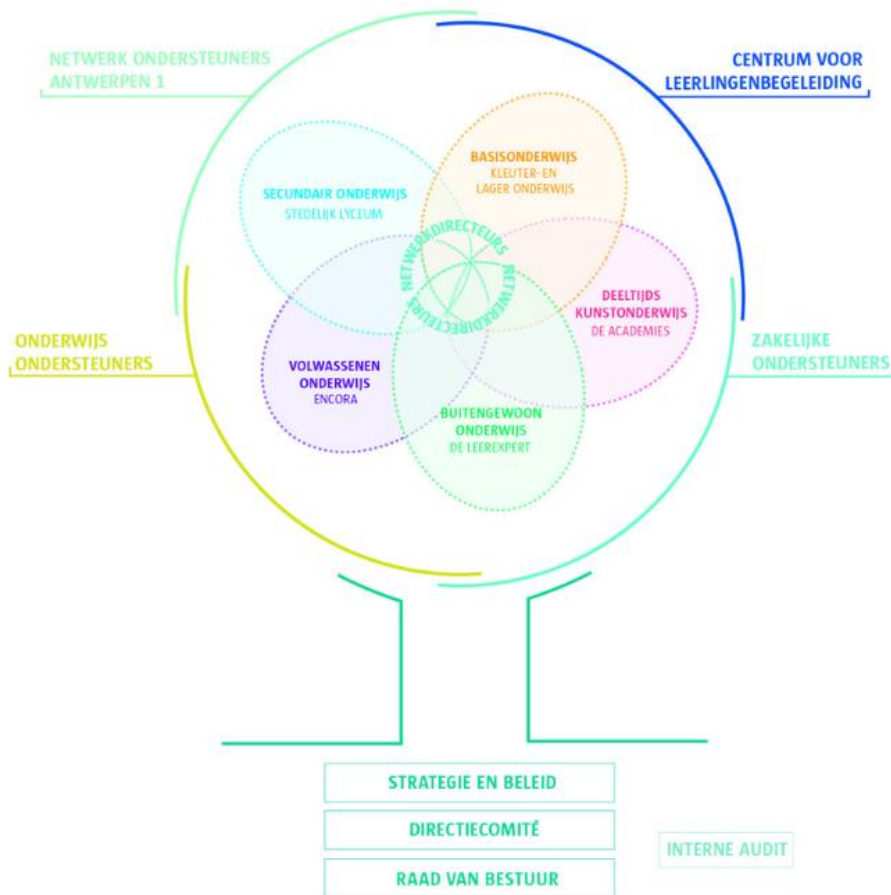 NETWERK ONDERSTEUNERS
ANTWERPEN 1
CENTRUM VOOR
LEERLINGENBEGELEIDING
BASISONDERWIJS
KLEUTER- EN
LAGER ONDERWIJS
SECUNDAIR ONDERWIJS
STEDELIJK LYCEUM
NETWERKDIRECTEURS
NETWERKDIRECTEURS
DEELTIJDS
KUNSTONDERWIJS
DE ACADEMIES
ONDERWIJS
ONDERSTEUNERS
ZAKELIJKE
ONDERSTEUNERS
VOLWASSENEN
ONDERWIJS
ENCORA
BUITENGEWOON
ONDERWIJS
DE LEEREXPERT
STRATEGIE EN BELEID
DIRECTIECOMITÉ
INTERNE AUDIT
RAAD VAN BESTUUR